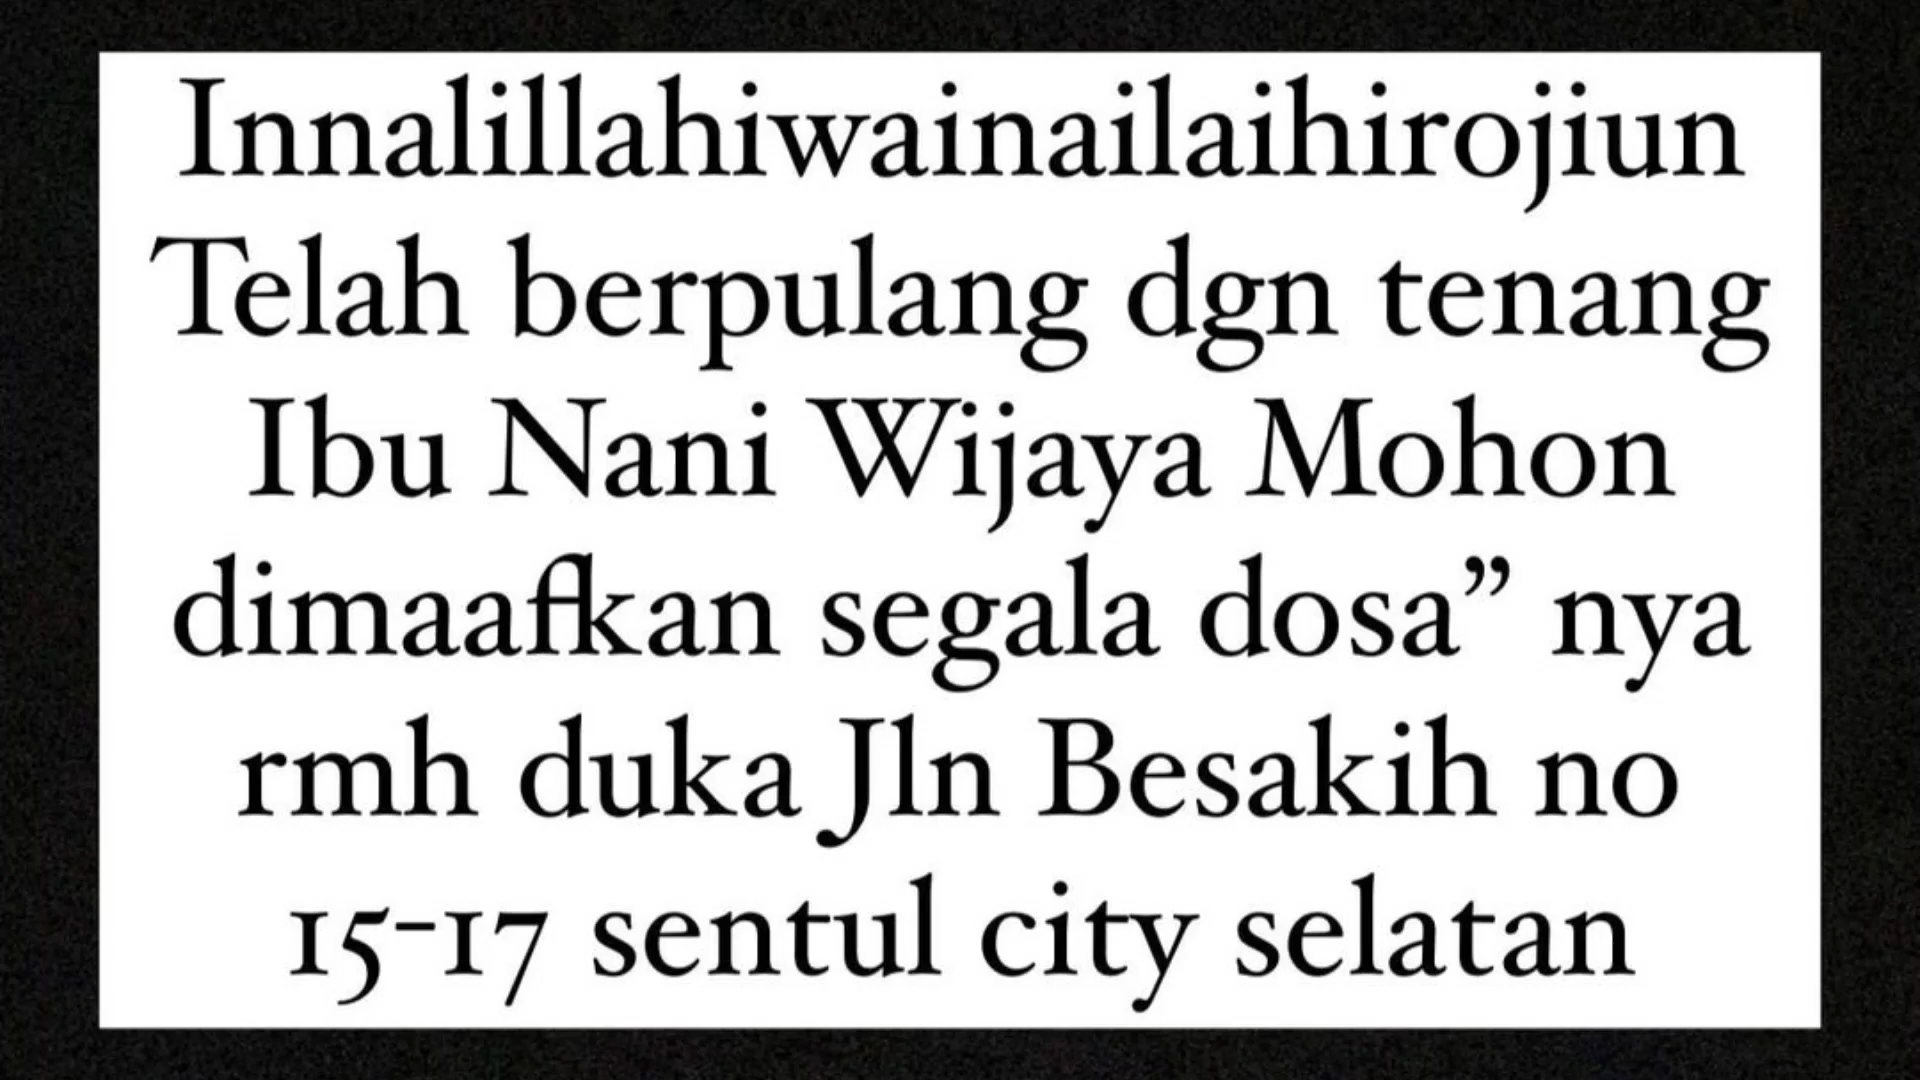 Innalillahiwainailaihirojiun
Telah berpulang dgn tenang
Ibu Nani Wijaya Mohon
dimaafkan segala dosa” nya
rmh duka Jln Besakih no
15-17 sentul city selatan